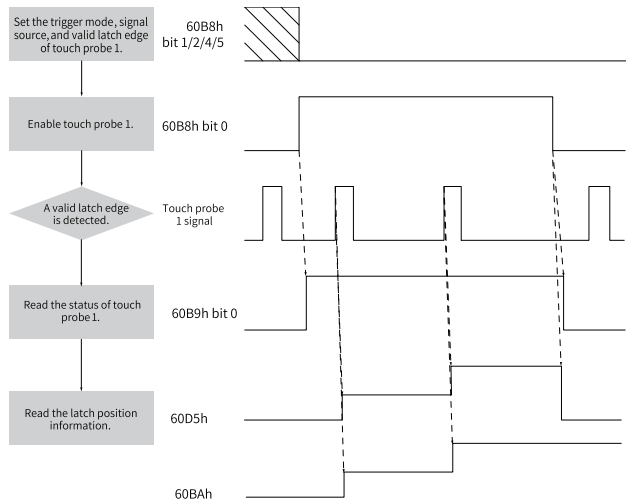 Set the trigger mode, signal
source, and valid latch edge
of touch probe 1.
60B8h
bit 1/2/4/5
Enable touch probe 1.
60B8h bit 0
A valid latch edge
is detected.
Touch probe
1 signal
Read the status of touch
probe 1.
60B9h bit 0
Read the latch position
information.
60D5h
60BAh